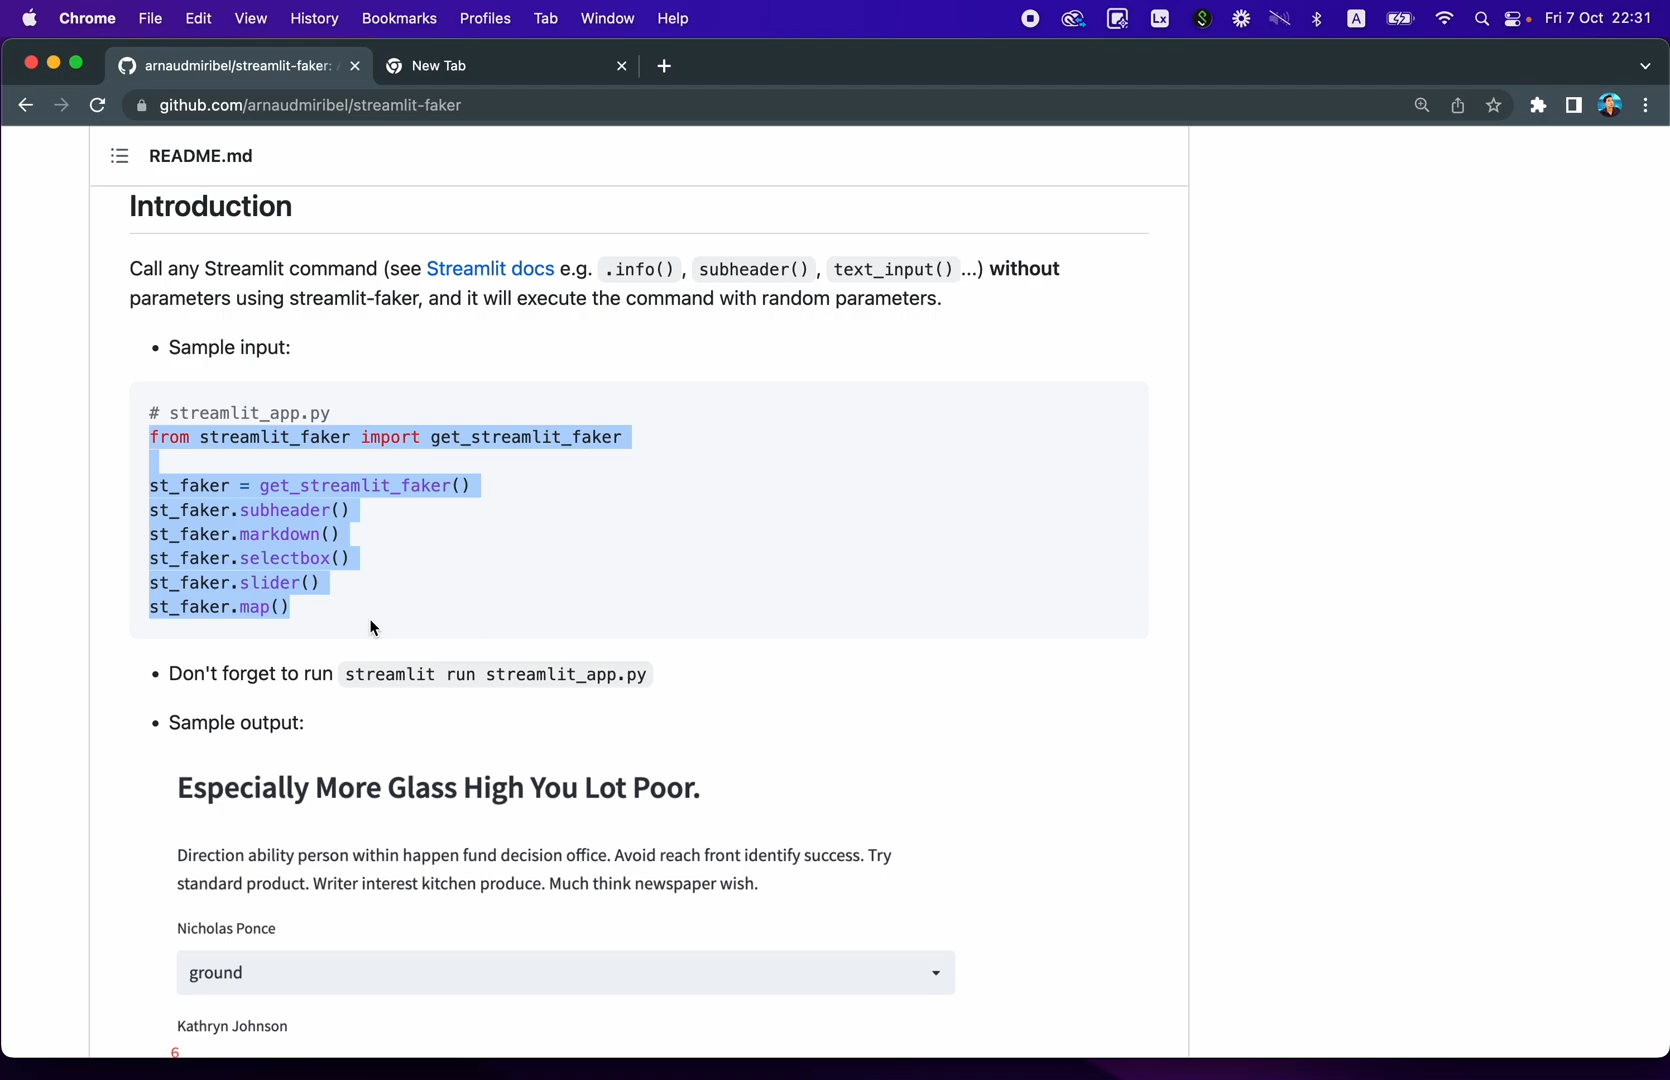 Chrome File Edit View History Bookmarks Profiles Tab Window Help Lx S A Fri 7 Oct 22:31
arnaudmiribel/streamlit-faker: New Tab
github.com/arnaudmiribel/streamlit-faker
README.md
Introduction
Call any Streamlit command (see Streamlit docs e.g. .info() , subheader() , text_input() ...) without
parameters using streamlit-faker, and it will execute the command with random parameters.
• Sample input:
# streamlit_app.py
from streamlit_faker import get_streamlit_faker
st_faker = get_streamlit_faker()
st_faker.subheader()
st_faker.markdown()
st_faker.selectbox()
st_faker.slider()
st_faker.map()
• Don't forget to run streamlit run streamlit_app.py
• Sample output:
Especially More Glass High You Lot Poor.
Direction ability person within happen fund decision office. Avoid reach front identify success. Try
standard product. Writer interest kitchen produce. Much think newspaper wish.
Nicholas Ponce
ground
Kathryn Johnson
6